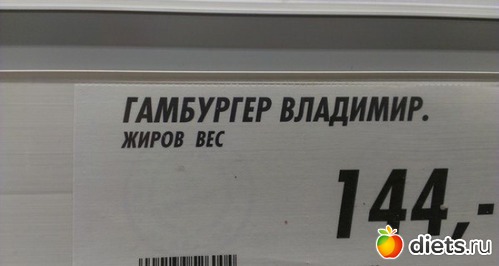 ГАМБУРГЕР ВЛАДИМИР.
ЖИРОВ ВЕС
144,-
diets.ru